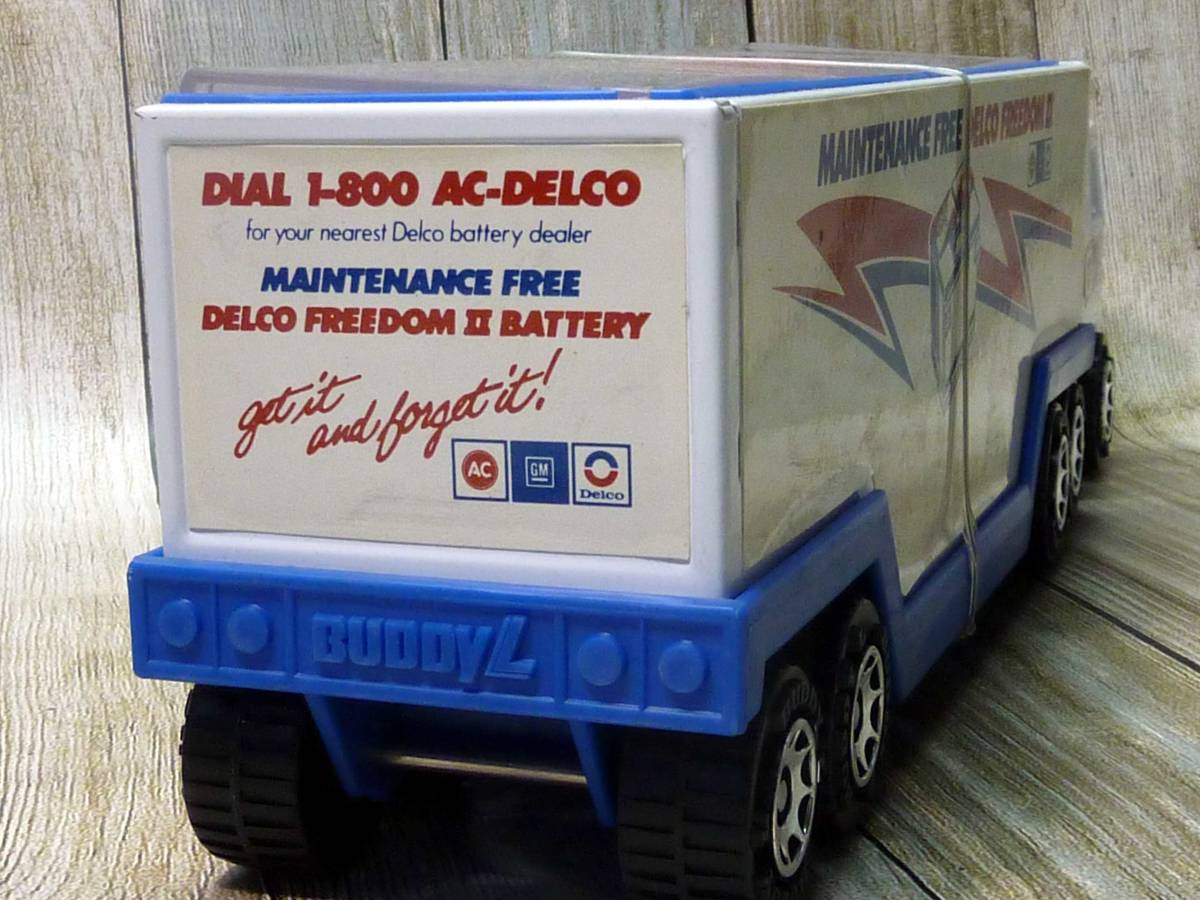 DIAL 1-800 AC-DELCO
for your nearest Delco battery dealer
MAINTENANCE FREE
DELCO FREEDOM II BATTERY
get it
and forget it!
AC
GM
Delco
BUDDY L
MAINTENANCE FREE DELCO FREEDOM II